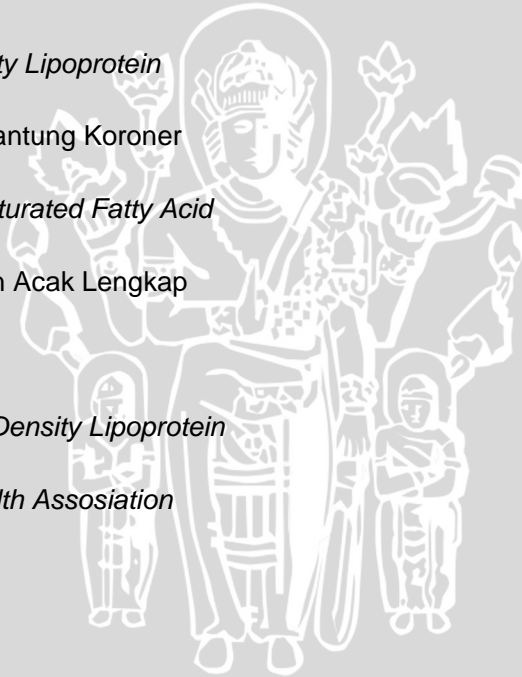 ty Lipoprotein
antung Koroner
turated Fatty Acid
n Acak Lengkap
Density Lipoprotein
lth Assosiation